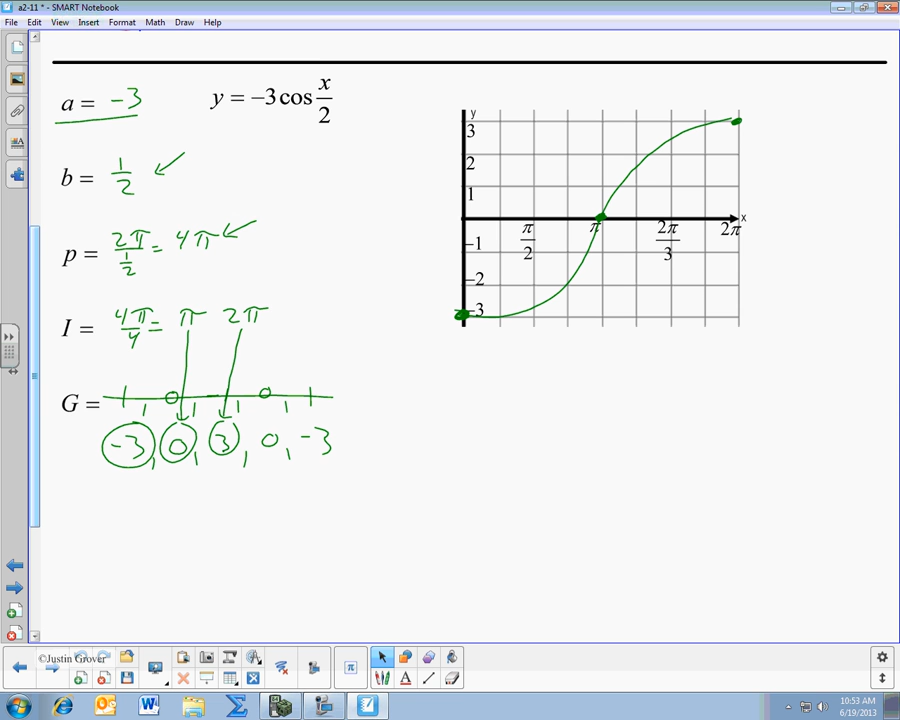 a2-11 * - SMART Notebook
File Edit View Insert Format Math Draw Help
a = -3
y = -3cos x/2
b = 1/2
p = 2π/(1/2) = 4π
I = 4π/4 = π 2π
G =
-3, 0, 3, 0, -3
y
3
2
1
-1
-2
-3
π/2 π 2π/3 2π x
©Justin Grover
10:53 AM
6/19/2013